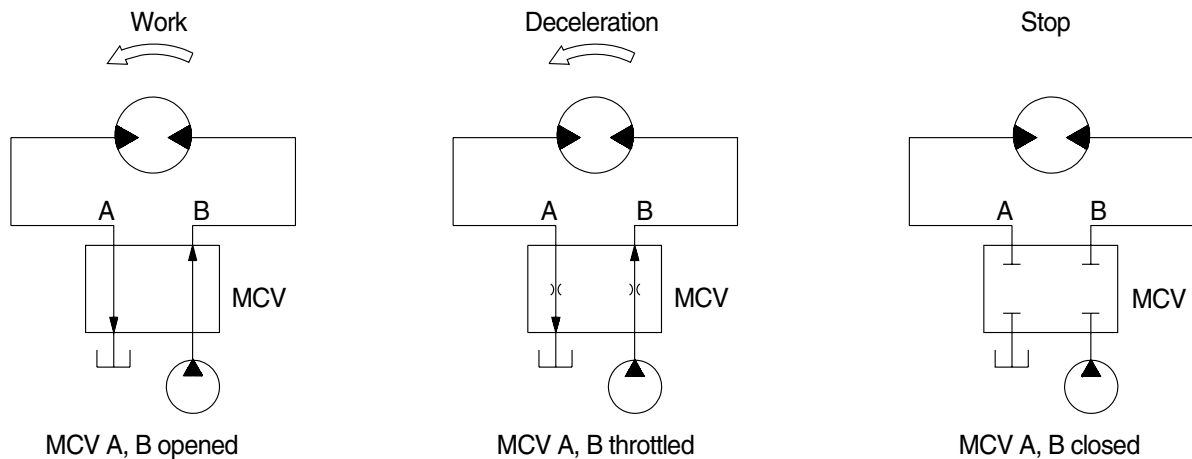 Work
Deceleration
Stop
A
B
MCV
A
B
MCV
A
B
MCV
MCV A, B opened
MCV A, B throttled
MCV A, B closed